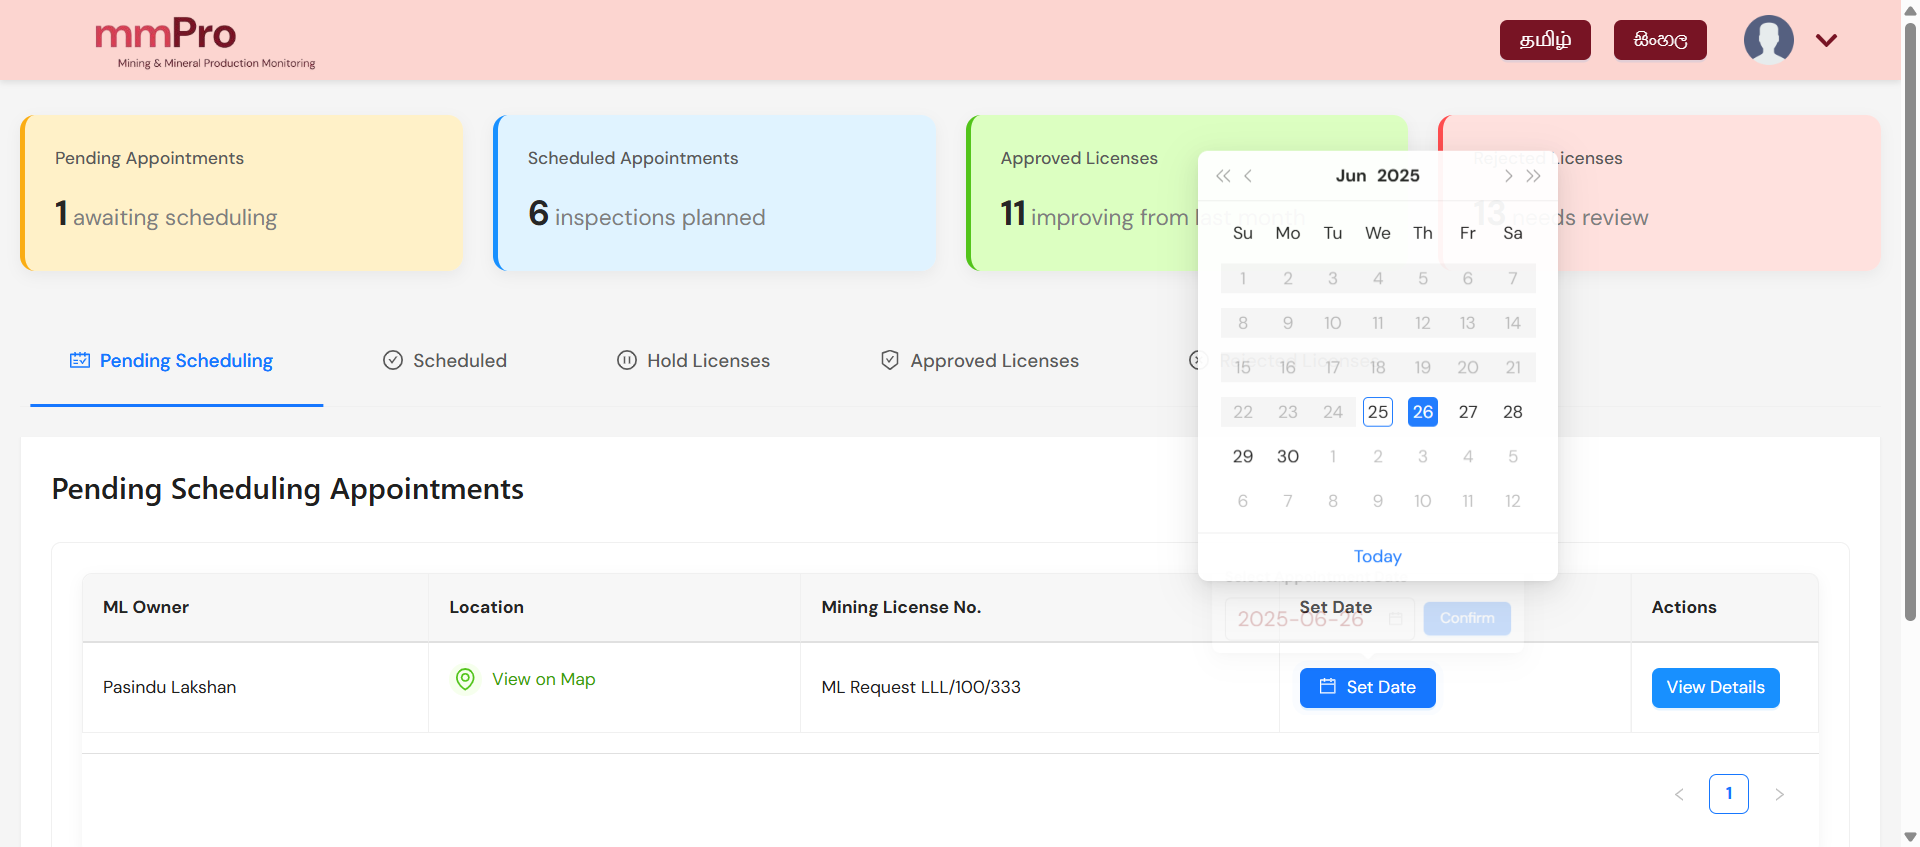 mmPro
Mining & Mineral Production Monitoring
தமிழ்
සිංහල
Pending Appointments
1 awaiting scheduling
Scheduled Appointments
6 inspections planned
Approved Licenses
11 improving from last month
Rejected Licenses
13 needs review
Jun 2025
Su Mo Tu We Th Fr Sa
1 2 3 4 5 6 7
8 9 10 11 12 13 14
15 16 17 18 19 20 21
22 23 24 25 26 27 28
29 30 1 2 3 4 5
6 7 8 9 10 11 12
Today
Pending Scheduling
Scheduled
Hold Licenses
Approved Licenses
Rejected Licenses
Pending Scheduling Appointments
Select Appointment Date
2025-06-26
Confirm
ML Owner
Location
Mining License No.
Set Date
Actions
Pasindu Lakshan
View on Map
ML Request LLL/100/333
Set Date
View Details
1